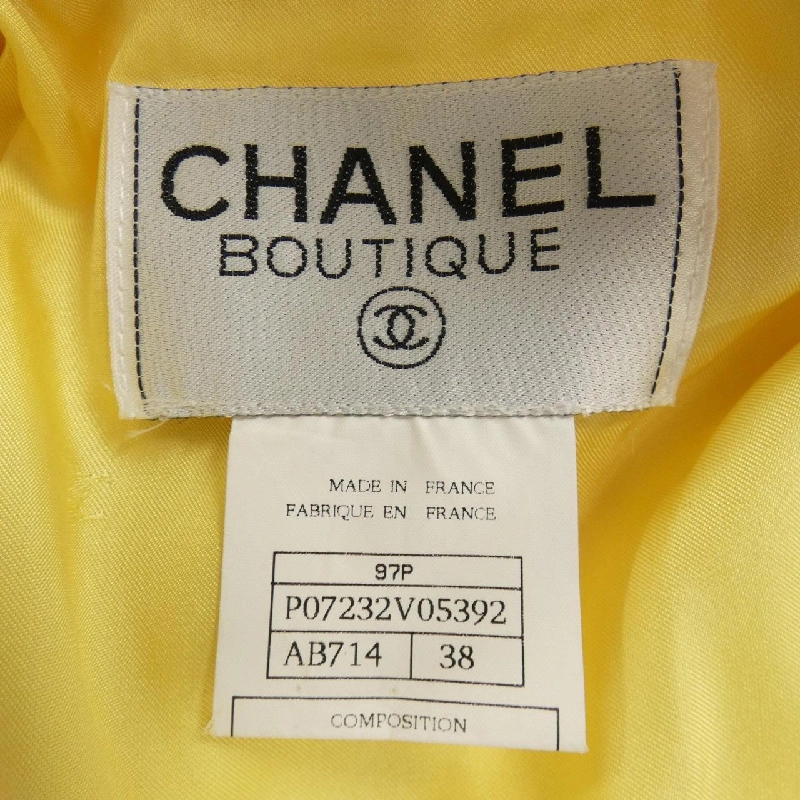 CHANEL
BOUTIQUE
MADE IN FRANCE
FABRIQUE EN FRANCE
97P
P07232V05392
AB714 38
COMPOSITION